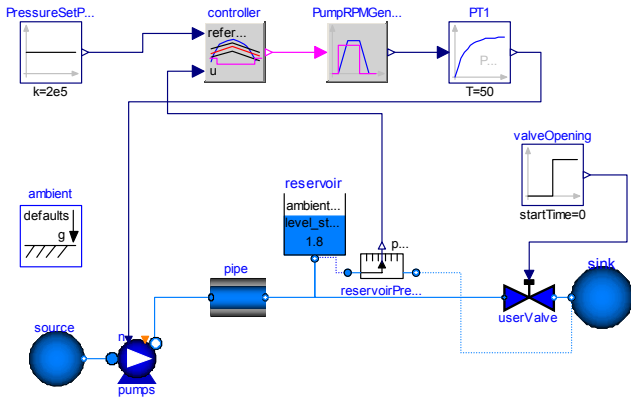 PressureSetP...
controller
PumpRPMGen...
PT1
refer...
u
P...
k=2e5
T=50
valveOpening
startTime=0
ambient
defaults
g
reservoir
ambient...
level_st...
1.8
p...
pipe
reservoirPre...
sink
userValve
source
n
pumps